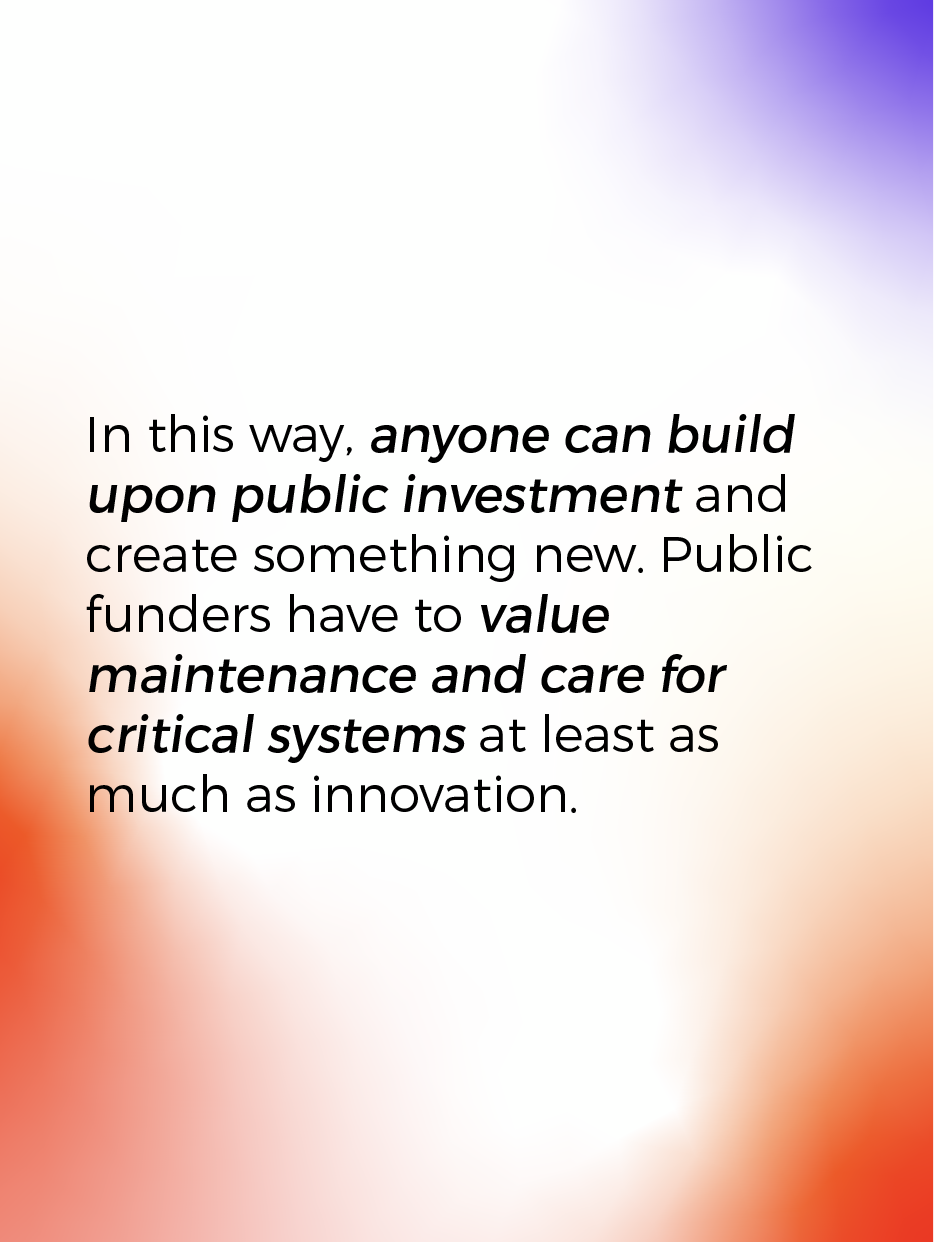 In this way, anyone can build
upon public investment and
create something new. Public
funders have to value
maintenance and care for
critical systems at least as
much as innovation.